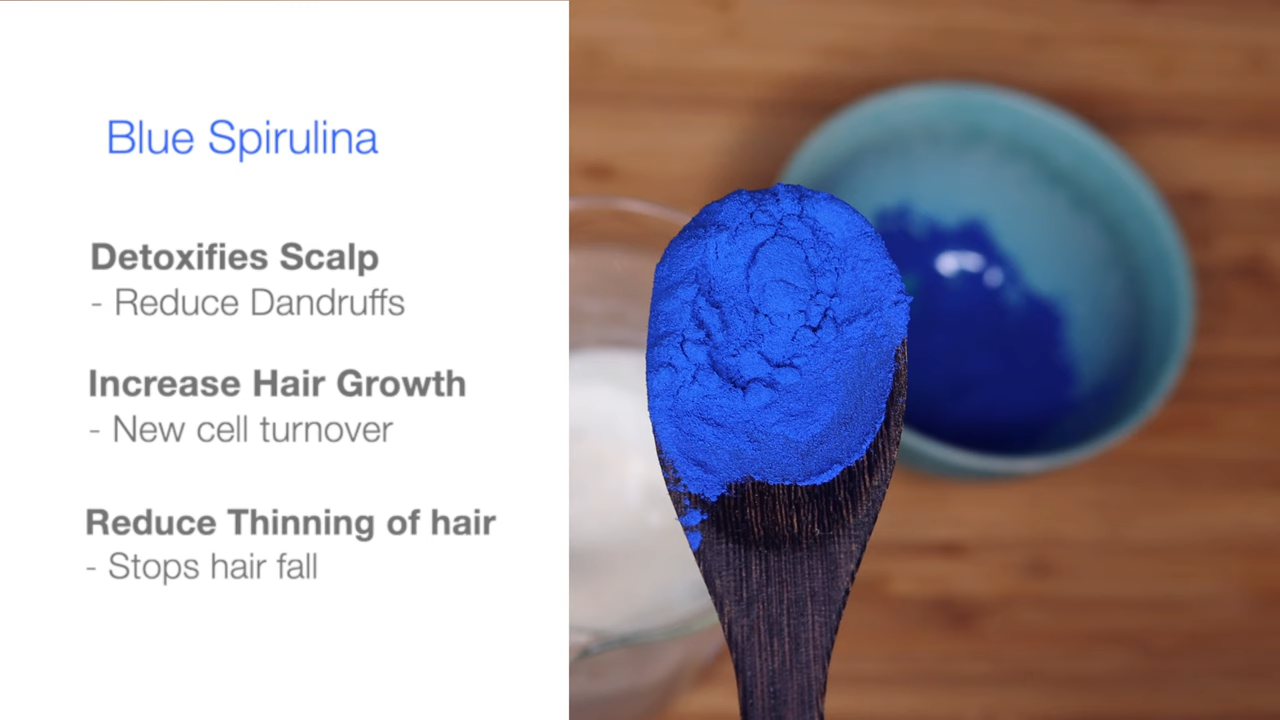 Blue Spirulina
Detoxifies Scalp
- Reduce Dandruffs
Increase Hair Growth
- New cell turnover
Reduce Thinning of hair
- Stops hair fall